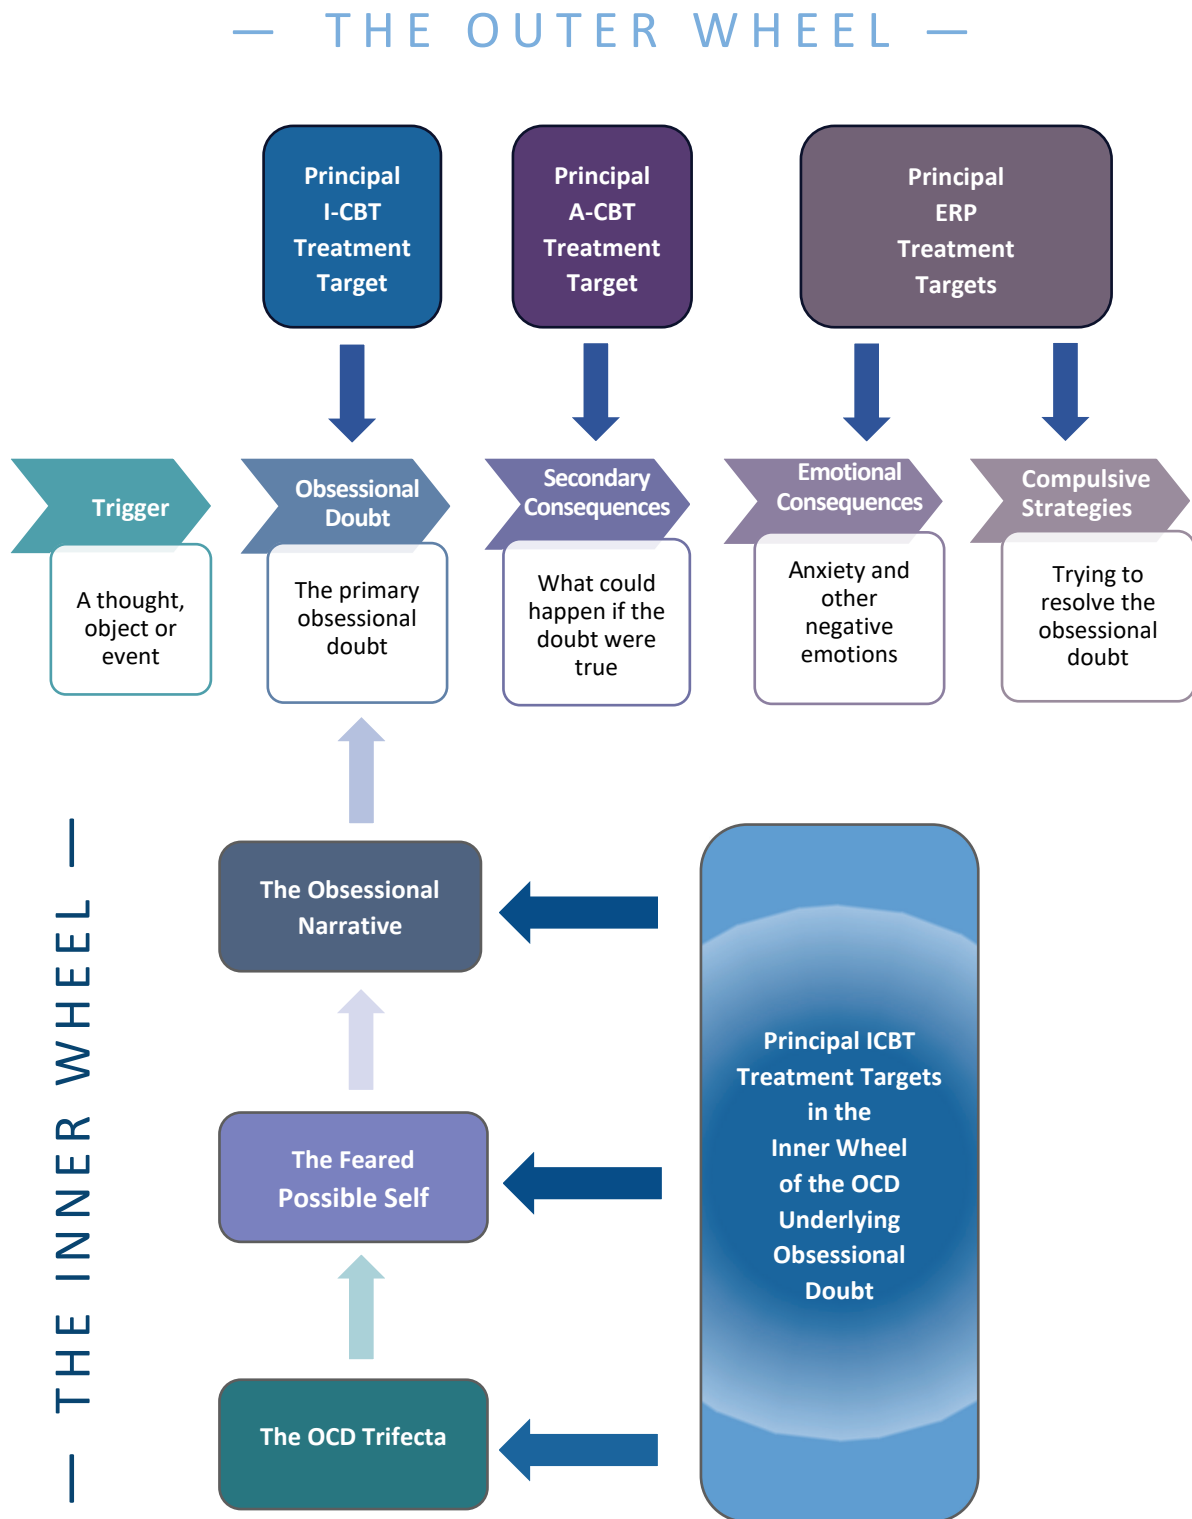 — THE OUTER WHEEL —
Principal
I-CBT
Treatment
Target
Principal
A-CBT
Treatment
Target
Principal
ERP
Treatment
Targets
Trigger
Obsessional
Doubt
Secondary
Consequences
Emotional
Consequences
Compulsive
Strategies
A thought,
object or
event
The primary
obsessional
doubt
What could
happen if the
doubt were
true
Anxiety and
other
negative
emotions
Trying to
resolve the
obsessional
doubt
— THE INNER WHEEL —
The Obsessional
Narrative
The Feared
Possible Self
The OCD Trifecta
Principal ICBT
Treatment Targets
in the
Inner Wheel
of the OCD
Underlying
Obsessional
Doubt